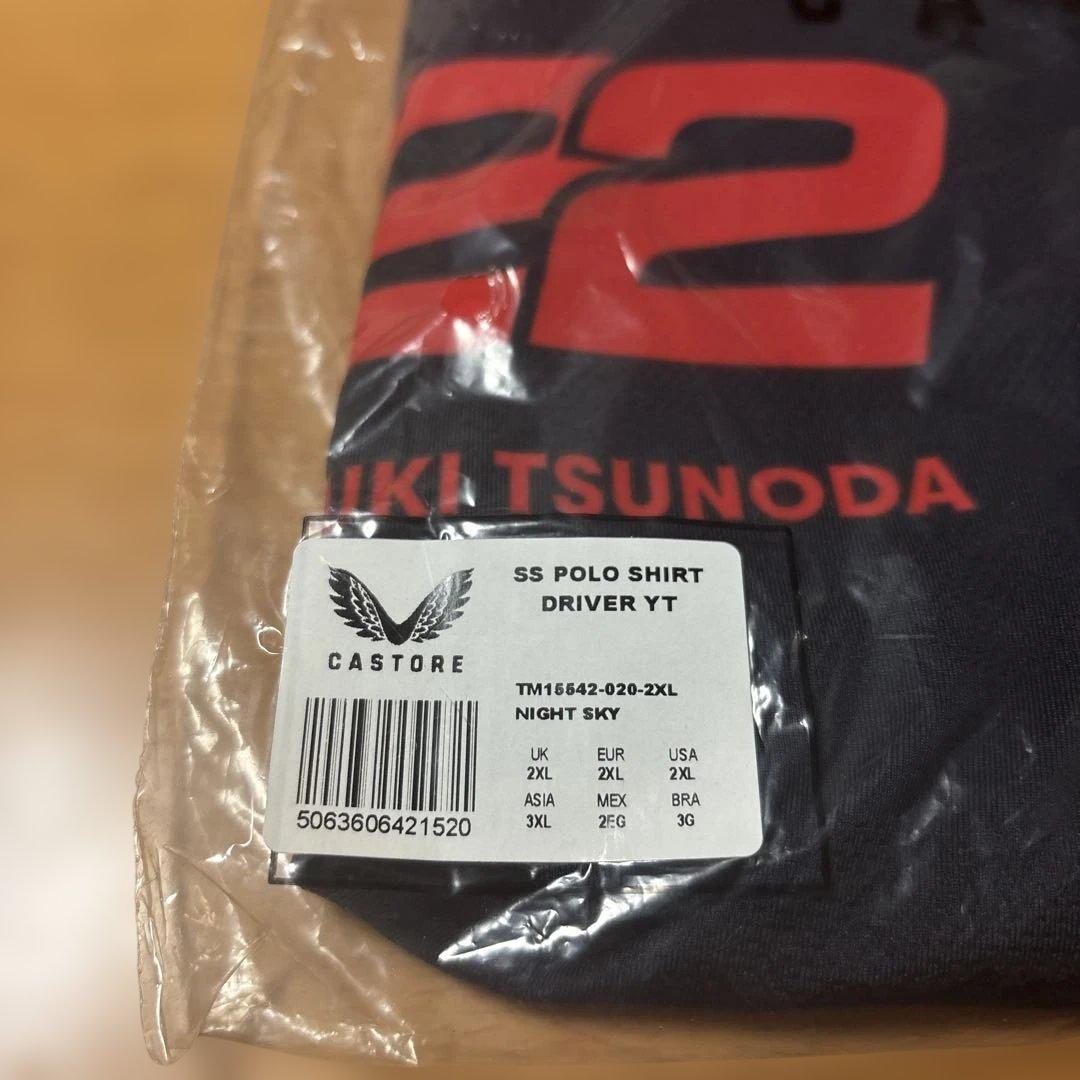 22
UKI TSUNODA
CASTORE
SS POLO SHIRT
DRIVER YT
TM15542-020-2XL
NIGHT SKY
UK EUR USA
2XL 2XL 2XL
ASIA MEX BRA
3XL 2EG 3G
5063606421520